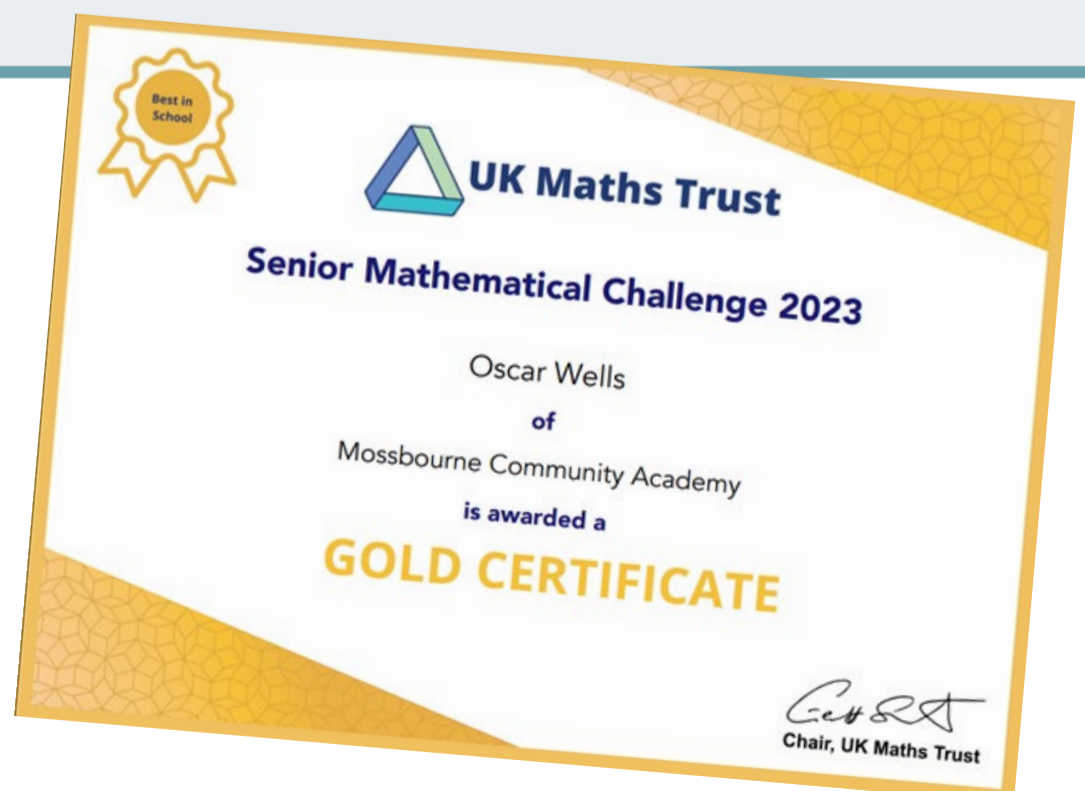 Best in
School
UK Maths Trust
Senior Mathematical Challenge 2023
Oscar Wells
of
Mossbourne Community Academy
is awarded a
GOLD CERTIFICATE
Chair, UK Maths Trust